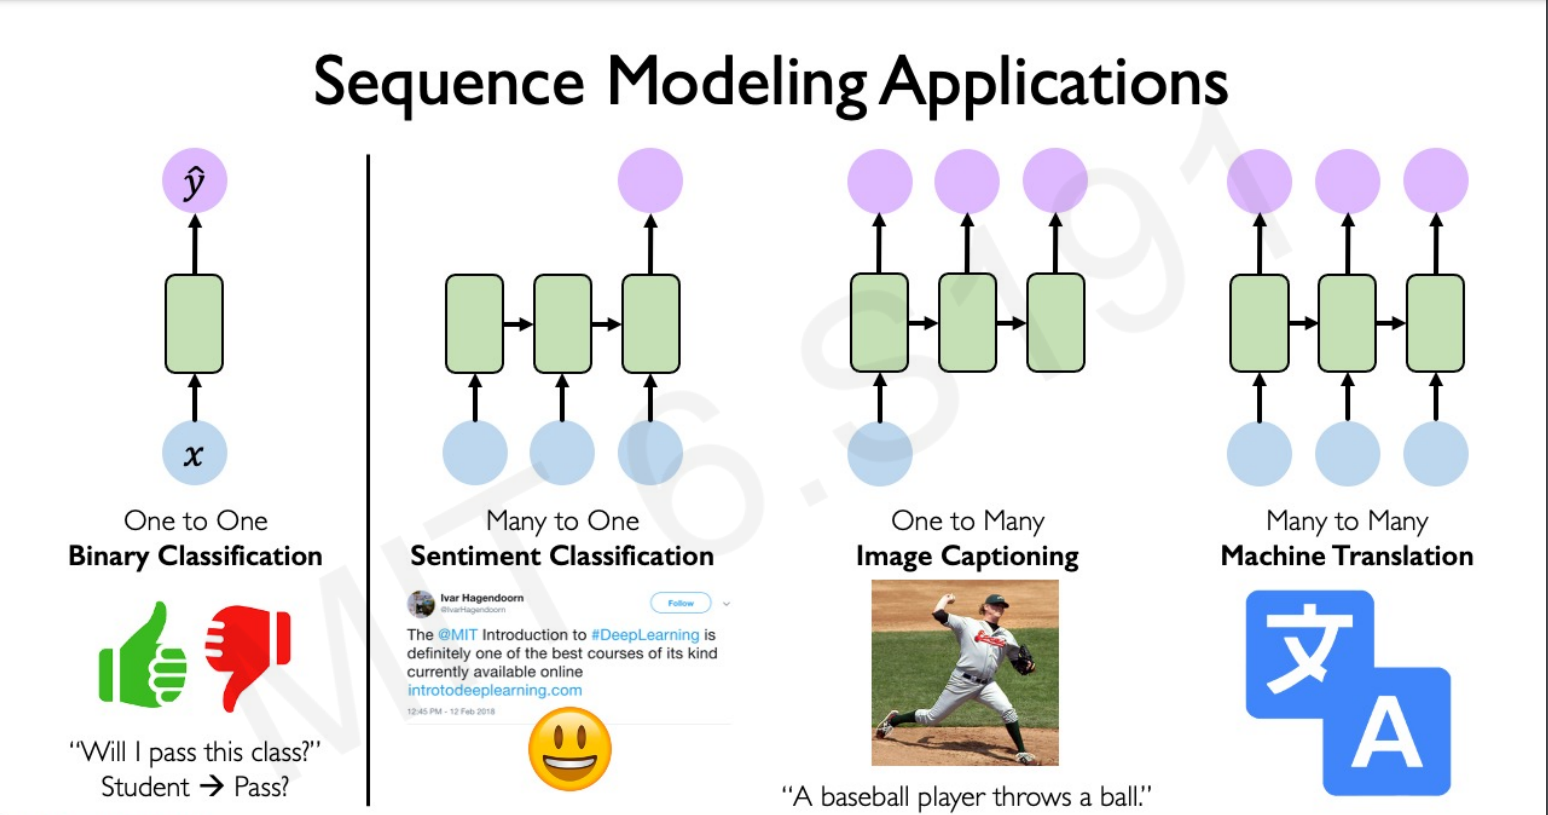 Sequence Modeling Applications
ŷ
x
One to One
Binary Classification
"Will I pass this class?"
Student → Pass?
Many to One
Sentiment Classification
Ivar Hagendoorn
@IvarHagendoorn
Follow
The @MIT Introduction to #DeepLearning is
definitely one of the best courses of its kind
currently available online
introtodeeplearning.com
12:45 PM - 12 Feb 2018
One to Many
Image Captioning
"A baseball player throws a ball."
Many to Many
Machine Translation
文
A
MIT 6.S191